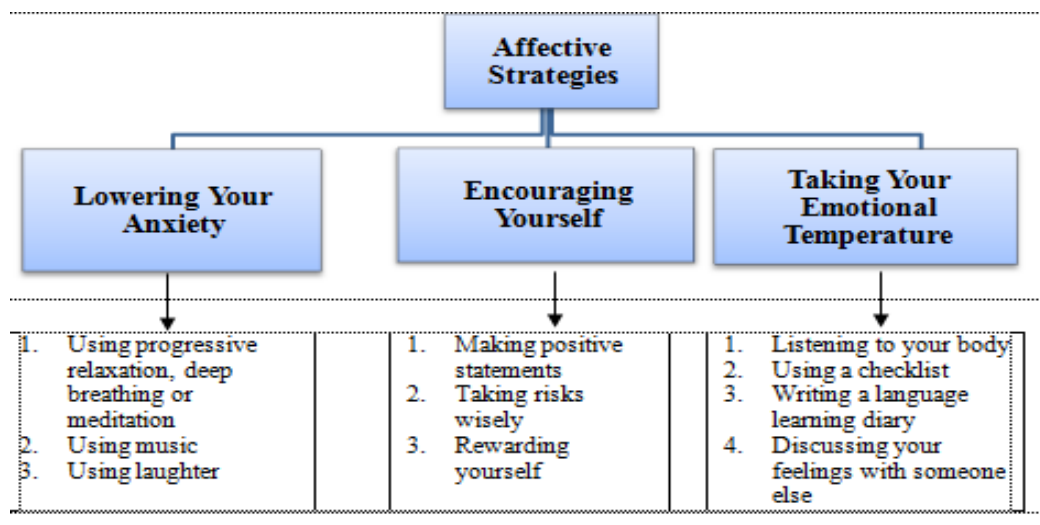 Affective
Strategies
Lowering Your
Anxiety
Encouraging
Yourself
Taking Your
Emotional
Temperature
1. Using progressive
relaxation, deep
breathing or
meditation
2. Using music
3. Using laughter
1. Making positive
statements
2. Taking risks
wisely
3. Rewarding
yourself
1. Listening to your body
2. Using a checklist
3. Writing a language
learning diary
4. Discussing your
feelings with someone
else